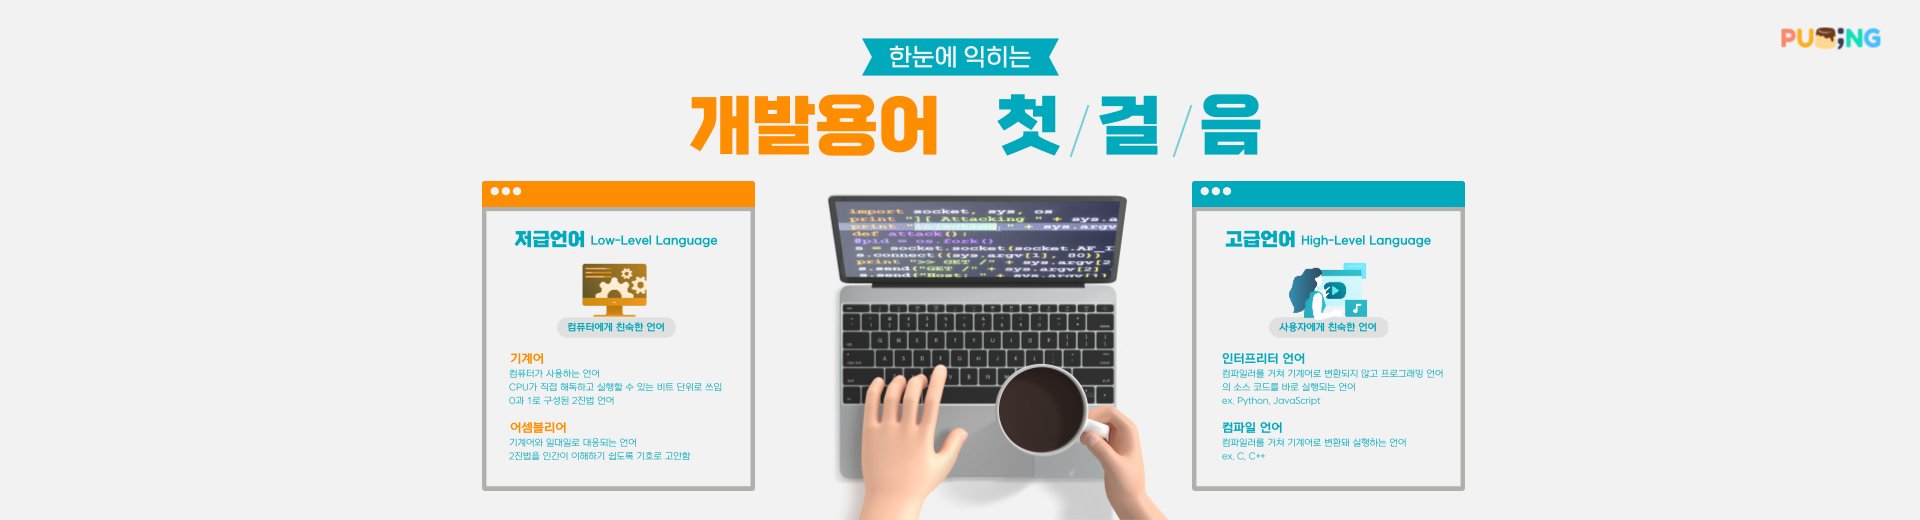 한눈에 익히는
PUDDING
개발용어 첫/걸/음
저급언어 Low-Level Language
컴퓨터에게 친숙한 언어
기계어
컴퓨터가 사용하는 언어
CPU가 직접 해독하고 실행할 수 있는 비트 단위로 쓰임
0과 1로 구성된 2진법 언어
어셈블리어
기계어와 일대일로 대응되는 언어
2진법을 인간이 이해하기 쉽도록 기호로 고안함
import socket, sys, os
print "][ Attacking " + sys.a
print " " + sys.argv
def attack():
#pid = os.fork()
s = socket.socket(socket.AF_I
s.connect((sys.argv[1], 80))
print ">> GET /" + sys.argv[2
s.send("GET /" + sys.argv[2]
s.send("Host: " + sys.argv[1]
고급언어 High-Level Language
사용자에게 친숙한 언어
인터프리터 언어
컴파일러를 거쳐 기계어로 변환되지 않고 프로그래밍 언어
의 소스 코드를 바로 실행되는 언어
ex. Python, JavaScript
컴파일 언어
컴파일러를 거쳐 기계어로 변환돼 실행하는 언어
ex. C, C++